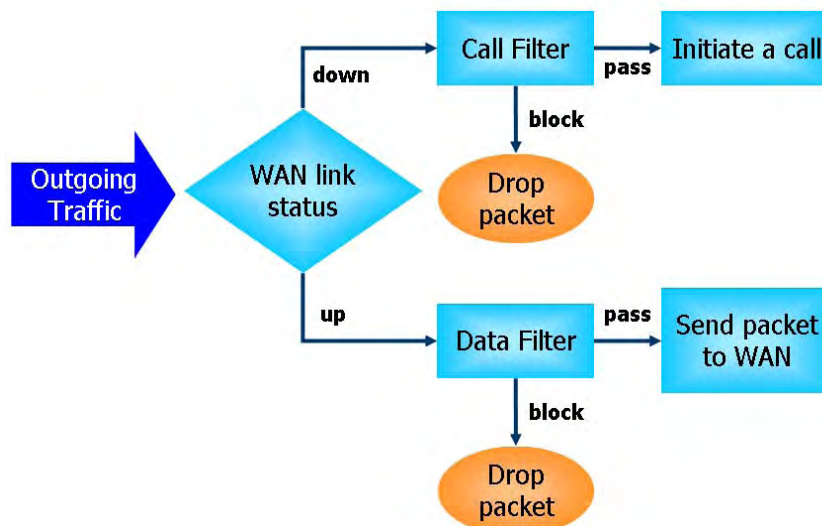 Call Filter
pass
Initiate a call
down
block
Outgoing
Traffic
WAN link
status
Drop
packet
up
Data Filter
pass
Send packet
to WAN
block
Drop
packet